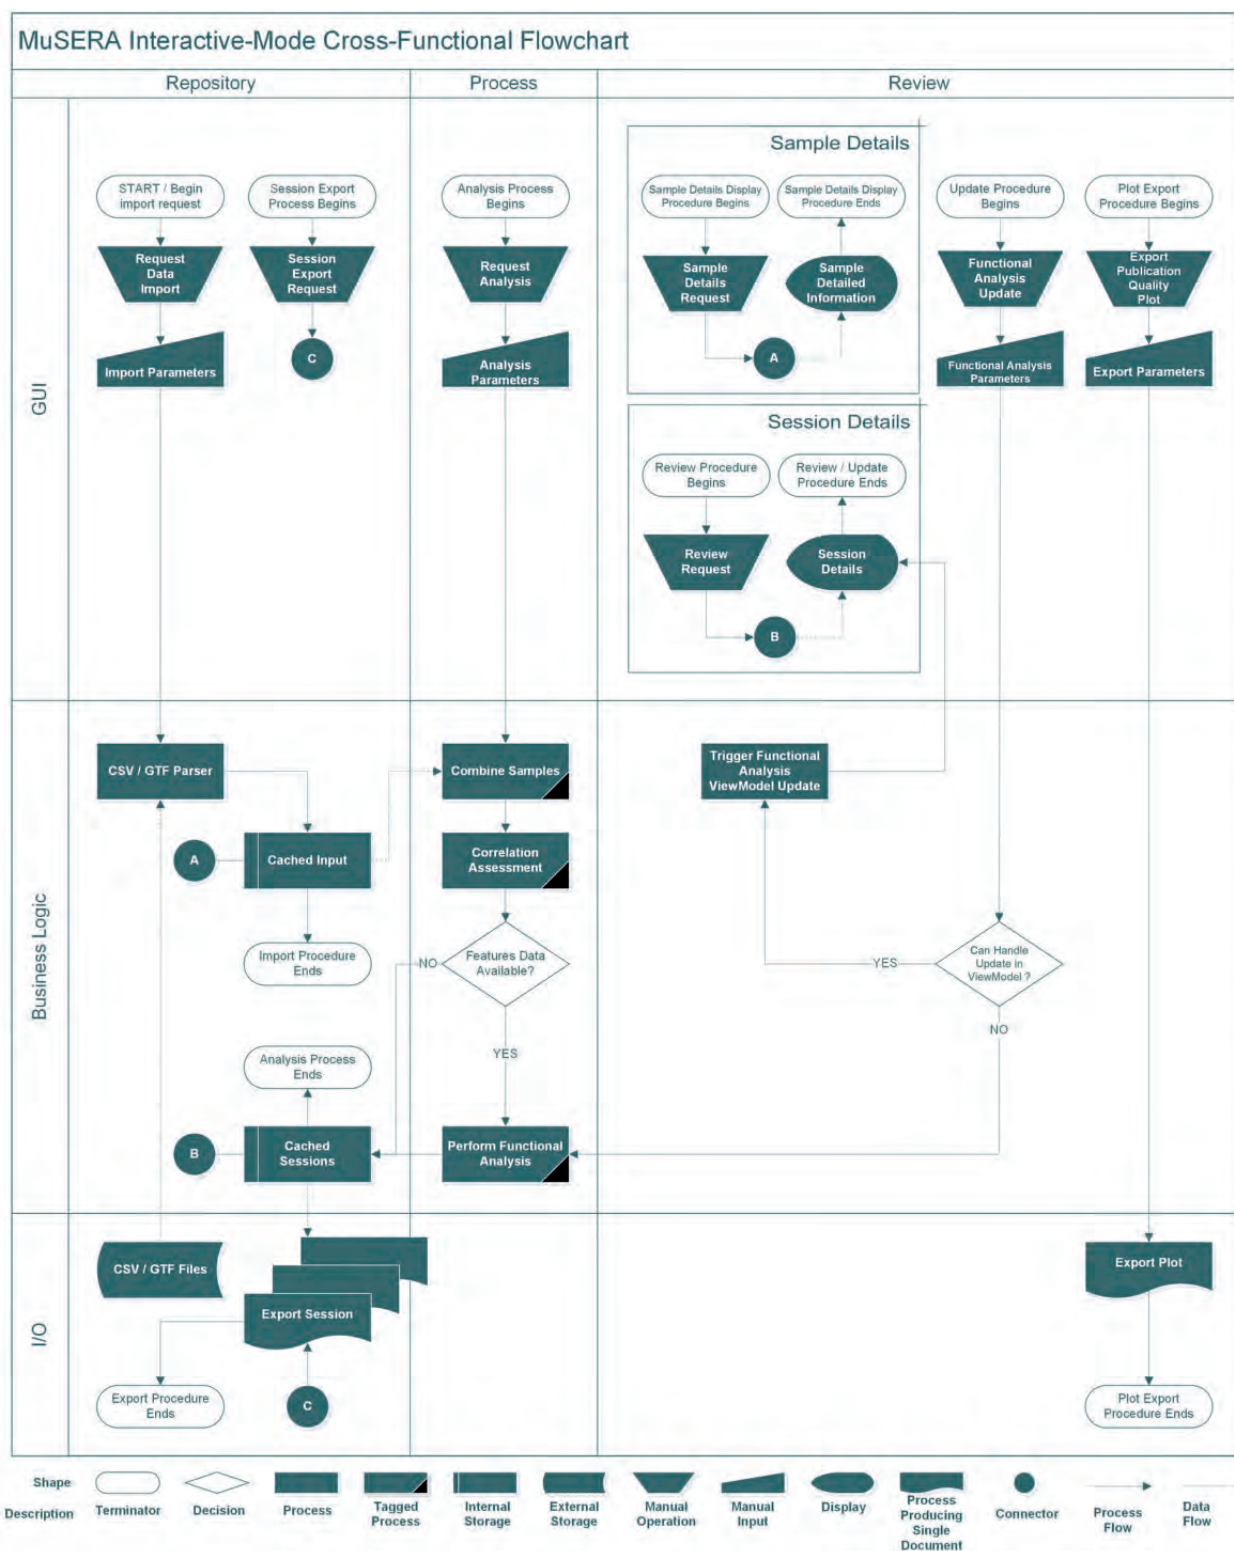 MuSERA Interactive-Mode Cross-Functional Flowchart
Repository
Process
Review
GUI
START / Begin
import request
Session Export
Process Begins
Request
Data
Import
Session
Export
Request
Import Parameters
C
Analysis Process
Begins
Request
Analysis
Analysis
Parameters
Sample Details
Sample Details Display
Procedure Begins
Sample Details Display
Procedure Ends
Sample
Details
Request
Sample
Detailed
Information
A
Update Procedure
Begins
Functional
Analysis
Update
Functional Analysis
Parameters
Plot Export
Procedure Begins
Export
Publication
Quality
Plot
Export Parameters
Session Details
Review Procedure
Begins
Review / Update
Procedure Ends
Review
Request
Session
Details
B
Business Logic
CSV / GTF Parser
A
Cached Input
Import Procedure
Ends
Analysis Process
Ends
B
Cached
Sessions
Combine Samples
Correlation
Assessment
Features Data
Available?
NO
YES
Perform Functional
Analysis
Trigger Functional
Analysis
ViewModel Update
YES
Can Handle
Update in
ViewModel ?
NO
I/O
CSV / GTF Files
Export Session
Export Procedure
Ends
C
Export Plot
Plot Export
Procedure Ends
Shape
Description
Terminator
Decision
Process
Tagged
Process
Internal
Storage
External
Storage
Manual
Operation
Manual
Input
Display
Process
Producing
Single
Document
Connector
Process
Flow
Data
Flow